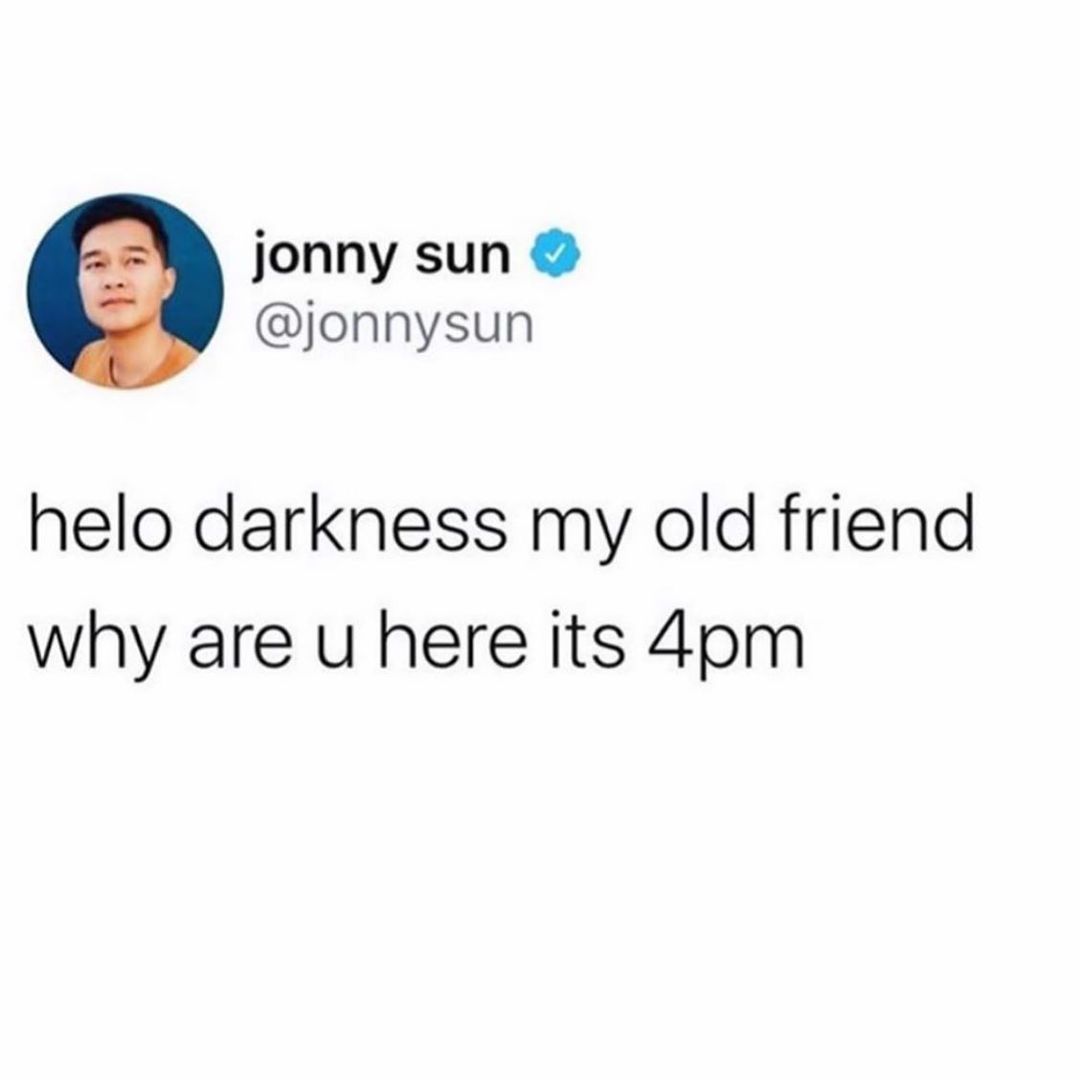 jonny sun
@jonnysun
helo darkness my old friend
why are u here its 4pm